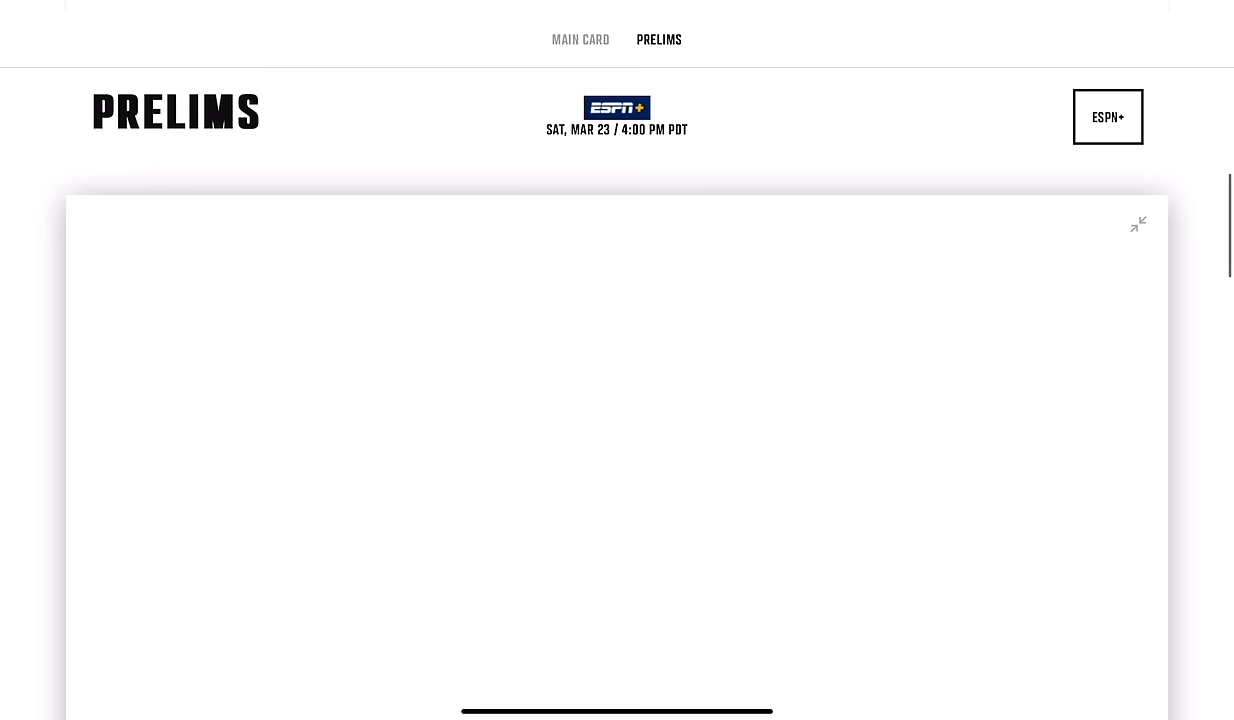 MAIN CARD PRELIMS
PRELIMS
ESPN+
SAT, MAR 23 / 4:00 PM PDT
ESPN+